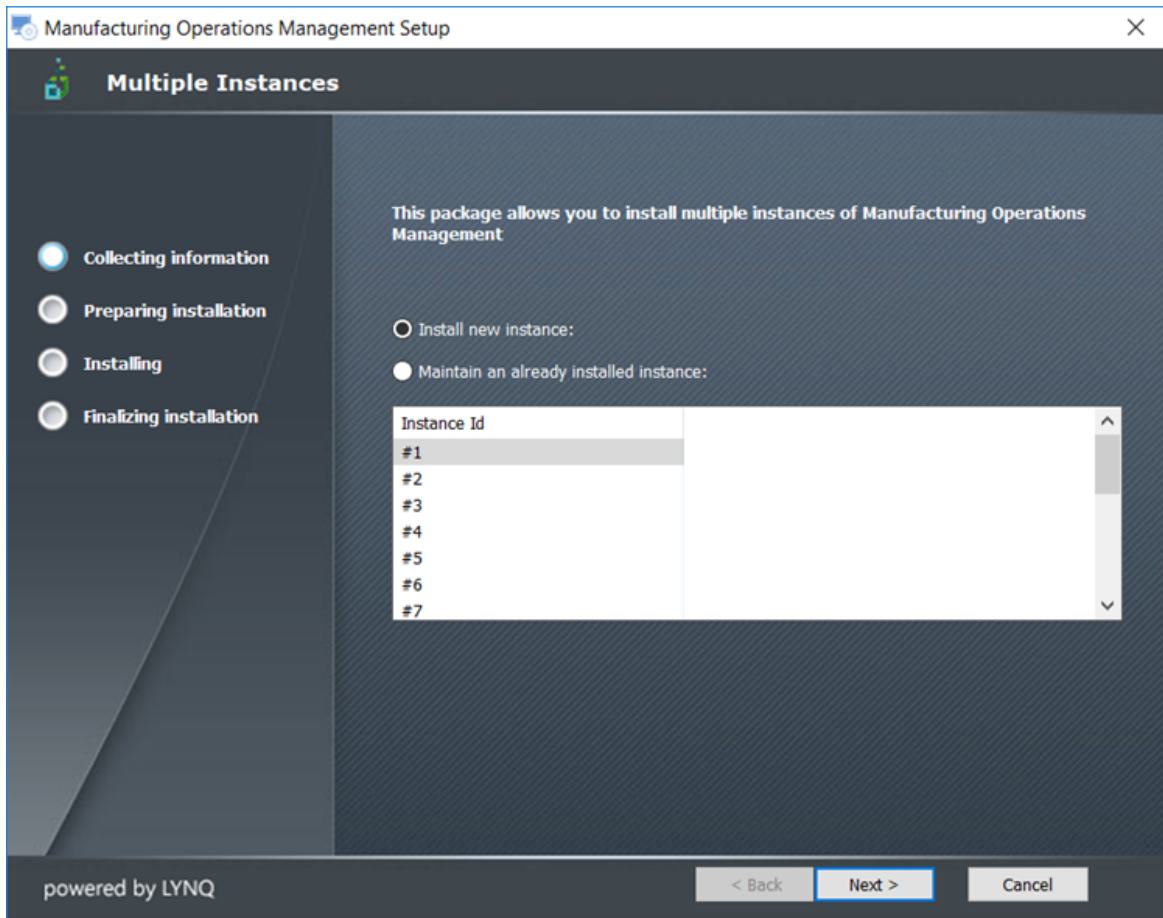 Manufacturing Operations Management Setup
Multiple Instances
Collecting information
Preparing installation
Installing
Finalizing installation
This package allows you to install multiple instances of Manufacturing Operations
Management
Install new instance:
Maintain an already installed instance:
Instance Id
#1
#2
#3
#4
#5
#6
#7
powered by LYNQ
< Back
Next >
Cancel